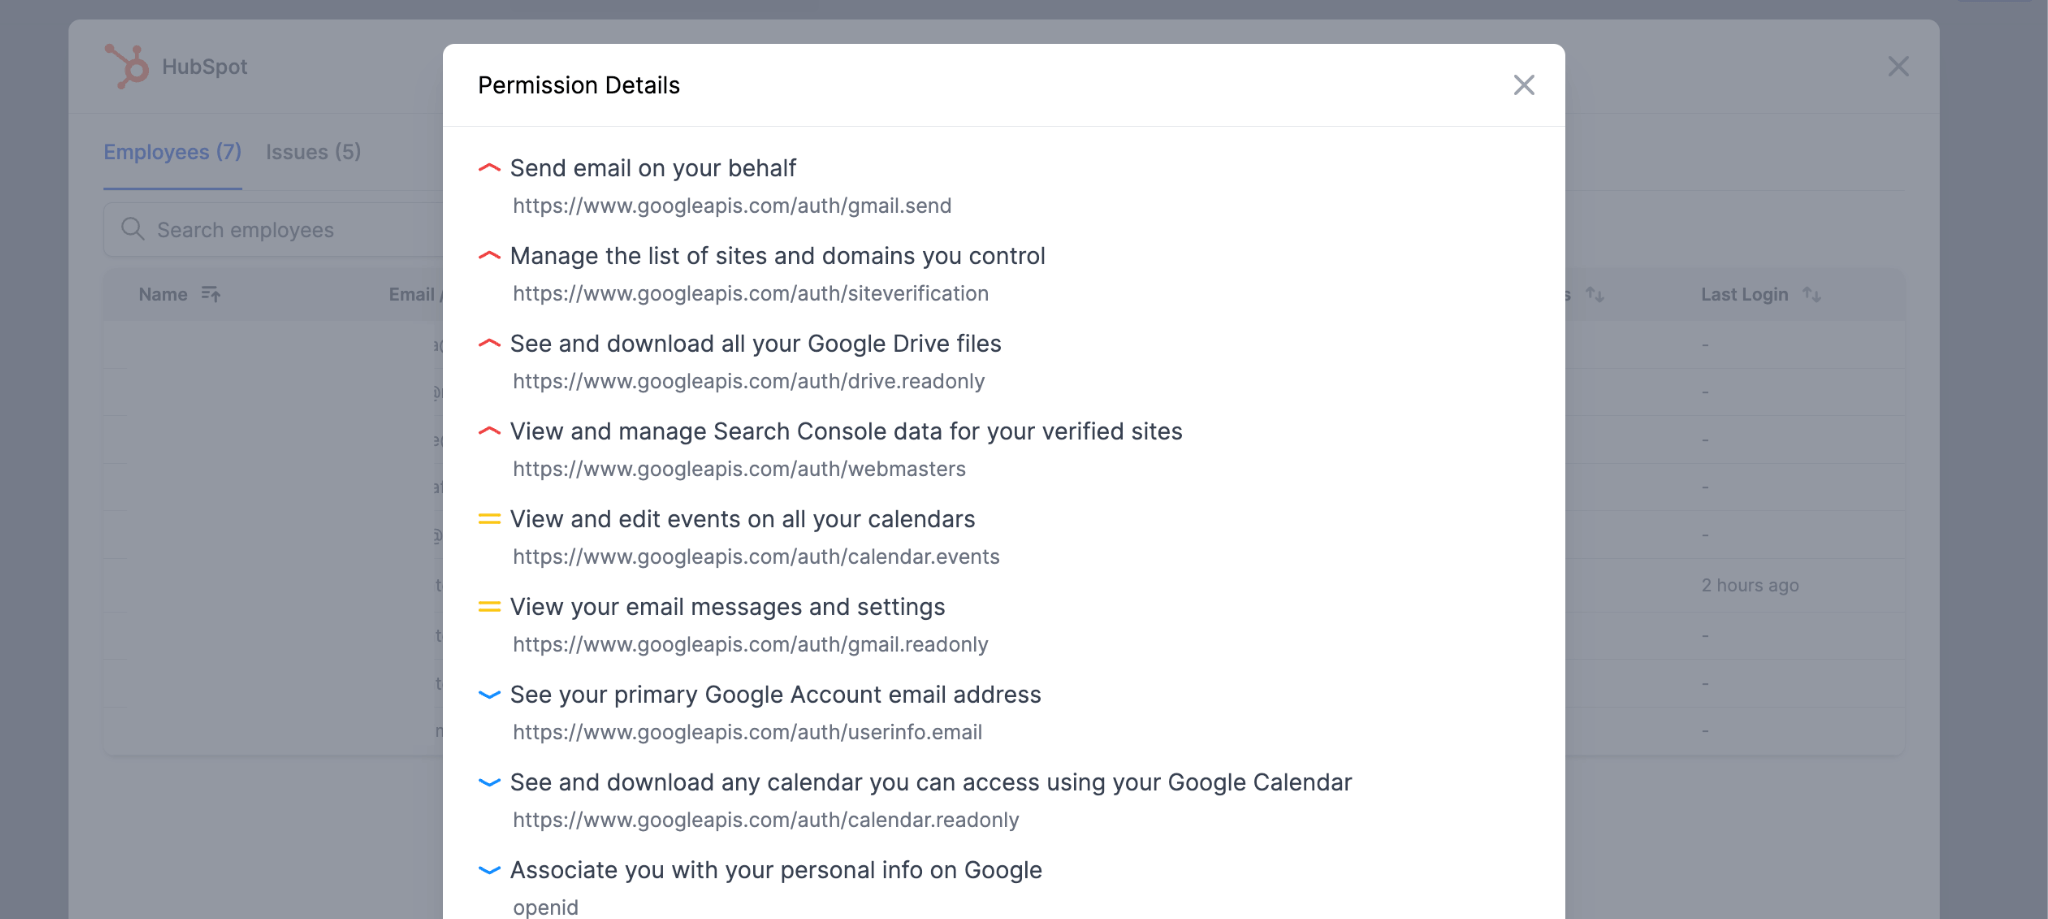 HubSpot
Permission Details
Employees (7)
Issues (5)
Search employees
Name
Email
Last Login
2 hours ago
Send email on your behalf
https://www.googleapis.com/auth/gmail.send
Manage the list of sites and domains you control
https://www.googleapis.com/auth/siteverification
See and download all your Google Drive files
https://www.googleapis.com/auth/drive.readonly
View and manage Search Console data for your verified sites
https://www.googleapis.com/auth/webmasters
View and edit events on all your calendars
https://www.googleapis.com/auth/calendar.events
View your email messages and settings
https://www.googleapis.com/auth/gmail.readonly
See your primary Google Account email address
https://www.googleapis.com/auth/userinfo.email
See and download any calendar you can access using your Google Calendar
https://www.googleapis.com/auth/calendar.readonly
Associate you with your personal info on Google
openid